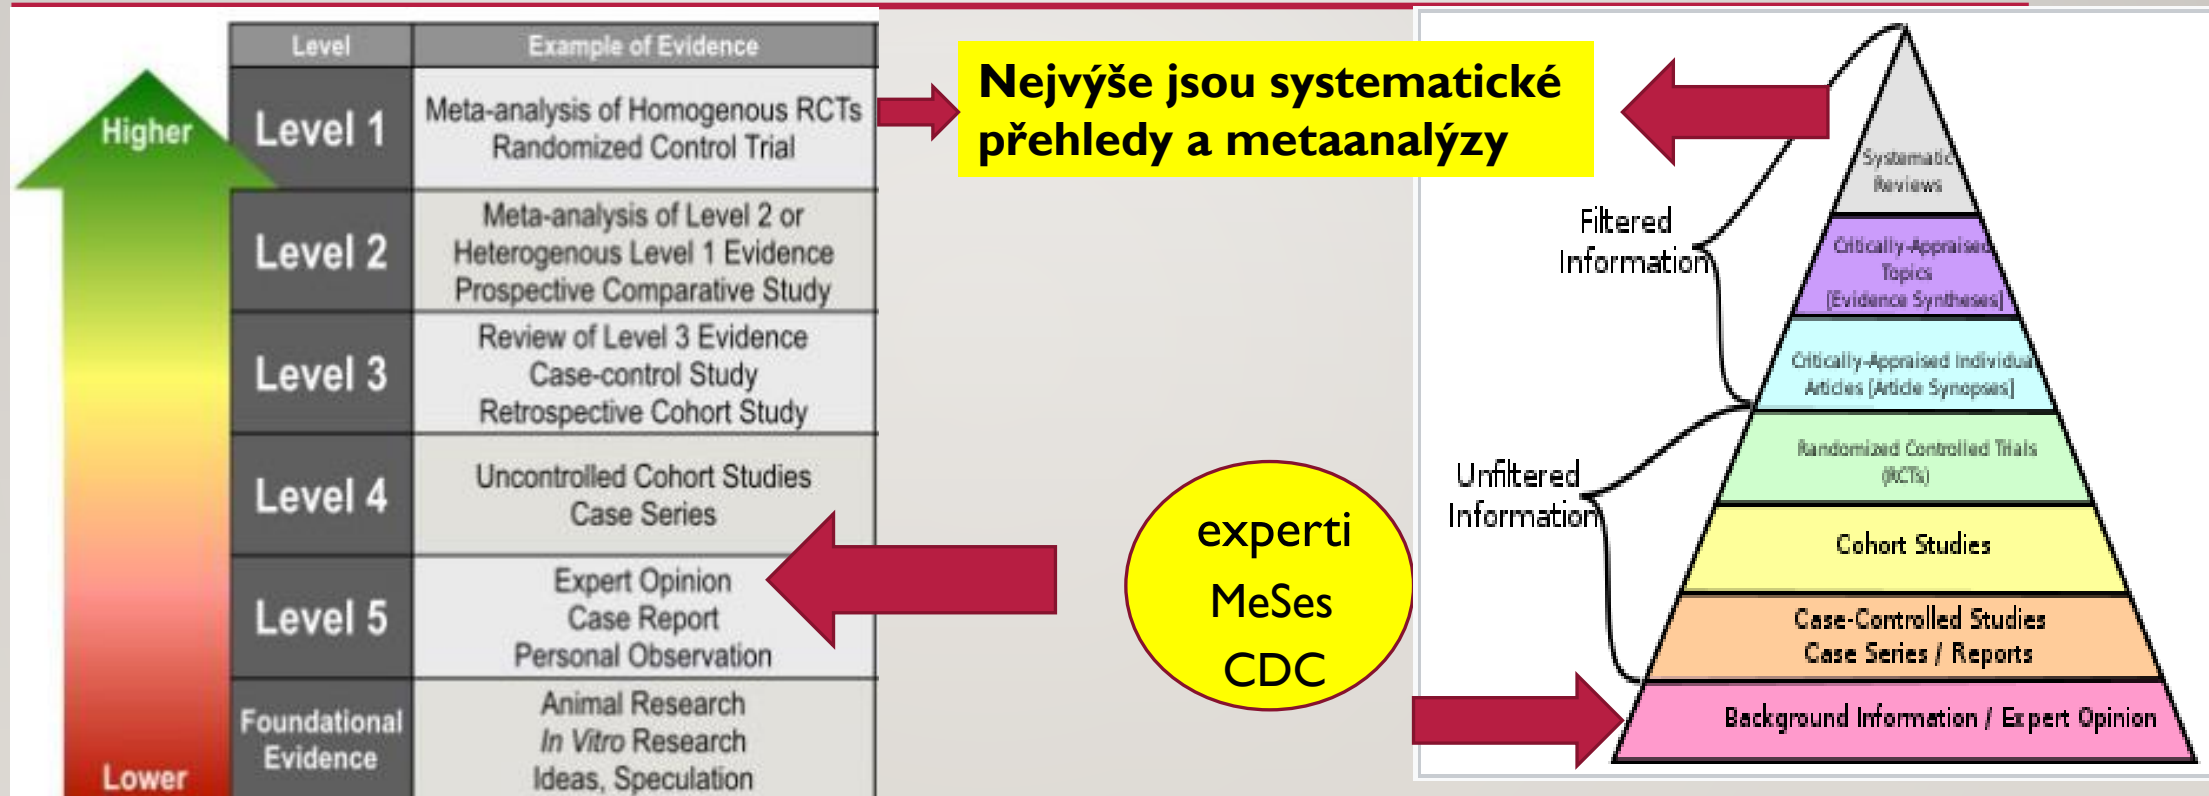 Level
Example of Evidence
Higher
Level 1
Meta-analysis of Homogenous RCTs
Randomized Control Trial
Level 2
Meta-analysis of Level 2 or
Heterogenous Level 1 Evidence
Prospective Comparative Study
Level 3
Review of Level 3 Evidence
Case-control Study
Retrospective Cohort Study
Level 4
Uncontrolled Cohort Studies
Case Series
Level 5
Expert Opinion
Case Report
Personal Observation
Foundational
Evidence
Animal Research
In Vitro Research
Ideas, Speculation
Lower
Nejvýše jsou systematické
přehledy a metaanalýzy
experti
MeSes
CDC
Filtered
Information
Unfiltered
Information
Systematic
Reviews
Critically-Appraised
Topics
[Evidence Syntheses]
Critically-Appraised Individual
Articles [Article Synopses]
Randomized Controlled Trials
(RCTs)
Cohort Studies
Case-Controlled Studies
Case Series / Reports
Background Information / Expert Opinion